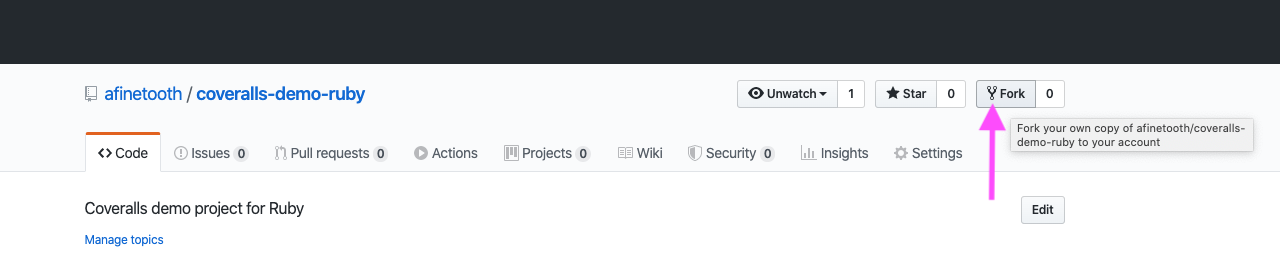 afinetooth / coveralls-demo-ruby
Unwatch 1 Star 0 Fork 0
Fork your own copy of afinetooth/coveralls-
demo-ruby to your account
Code Issues 0 Pull requests 0 Actions Projects 0 Wiki Security 0 Insights Settings
Coveralls demo project for Ruby
Edit
Manage topics